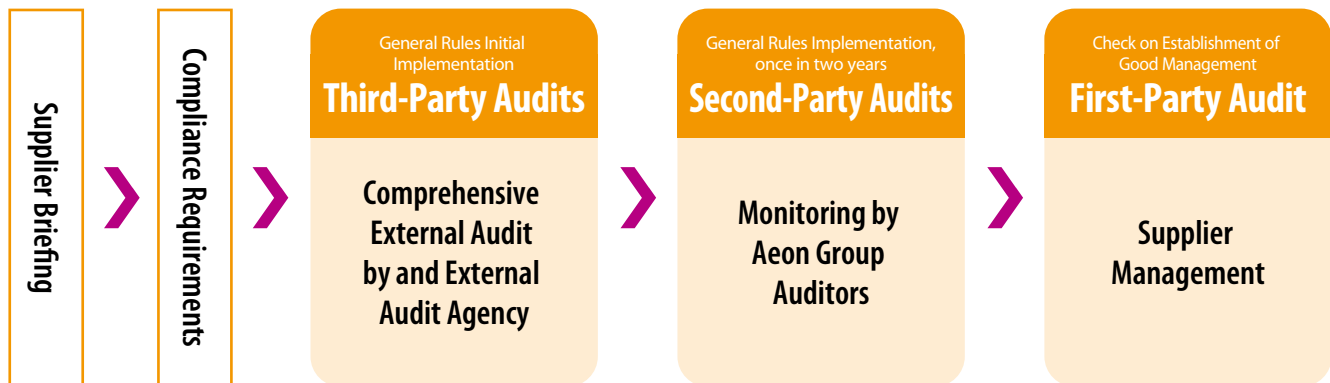 Supplier Briefing
Compliance Requirements
General Rules Initial
Implementation
Third-Party Audits
Comprehensive
External Audit
by and External
Audit Agency
General Rules Implementation,
once in two years
Second-Party Audits
Monitoring by
Aeon Group
Auditors
Check on Establishment of
Good Management
First-Party Audit
Supplier
Management